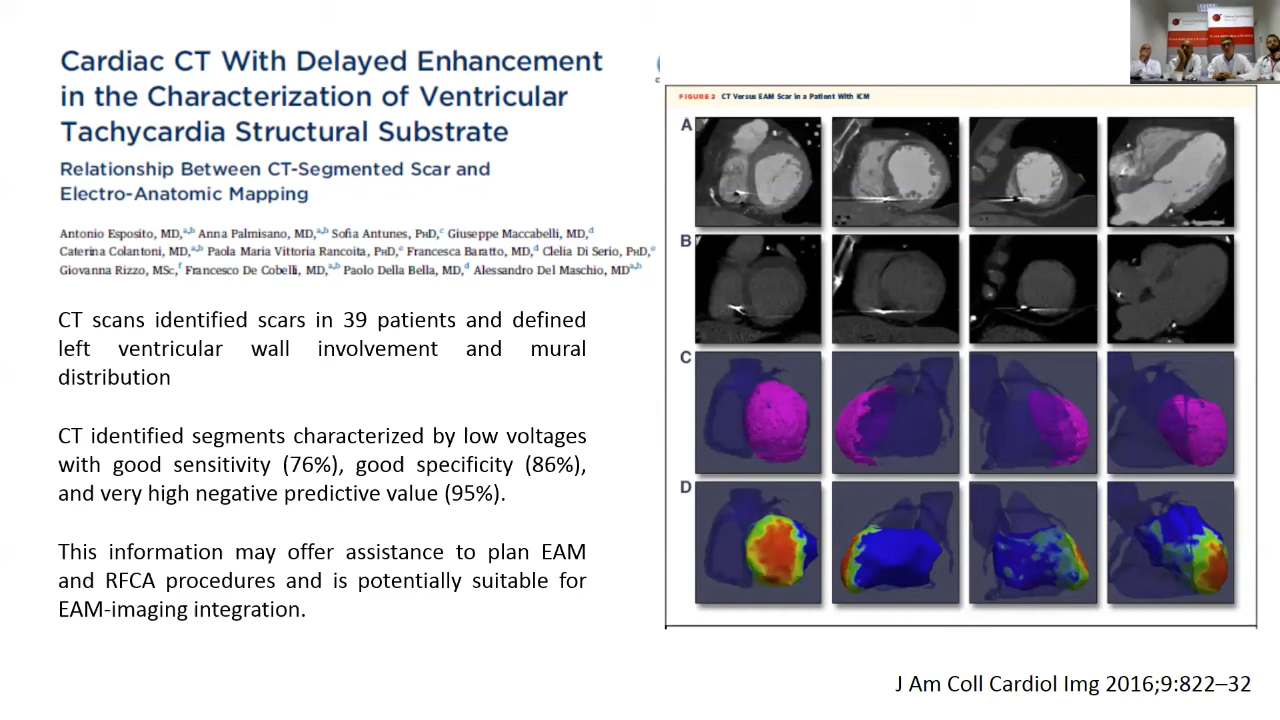 Cardiac CT With Delayed Enhancement
in the Characterization of Ventricular
Tachycardia Structural Substrate
Relationship Between CT-Segmented Scar and
Electro-Anatomic Mapping
Antonio Esposito, MD,a,b Anna Palmisano, MD,a,b Sofia Antunes, PHD,c Giuseppe Maccabelli, MD,d
Caterina Colantoni, MD,a,b Paola Maria Vittoria Rancoita, PHD,e Francesca Baratto, MD,d Clelia Di Serio, PHD,e
Giovanna Rizzo, MSc,f Francesco De Cobelli, MD,a,b Paolo Della Bella, MD,d Alessandro Del Maschio, MDa,b
CT scans identified scars in 39 patients and defined
left ventricular wall involvement and mural
distribution
CT identified segments characterized by low voltages
with good sensitivity (76%), good specificity (86%),
and very high negative predictive value (95%).
This information may offer assistance to plan EAM
and RFCA procedures and is potentially suitable for
EAM-imaging integration.
FIGURE 2 CT Versus EAM Scar in a Patient With ICM
A
B
C
D
J Am Coll Cardiol Img 2016;9:822–32